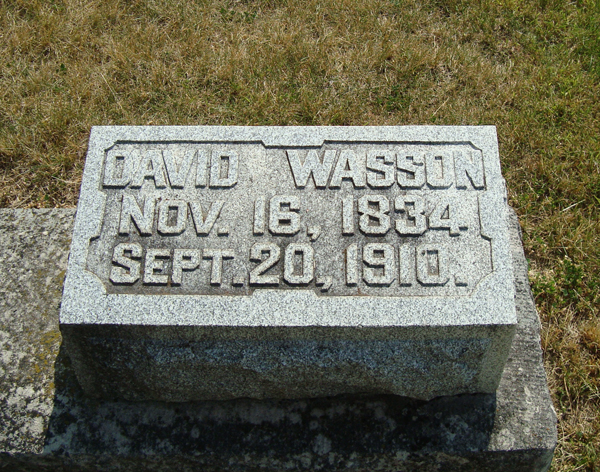 DAVID WASSON
NOV. 16, 1834.
SEPT. 20, 1910.